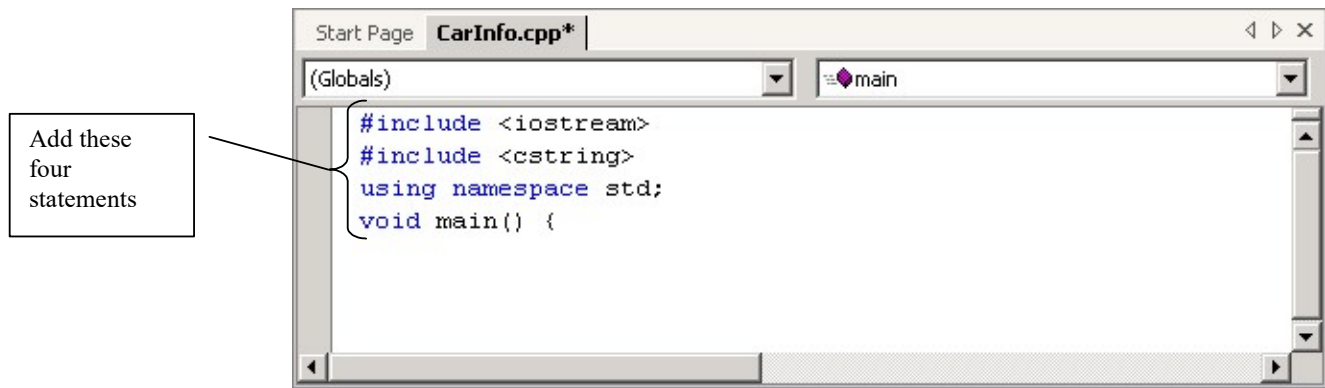 Start Page CarInfo.cpp*
(Globals) main
Add these
four
statements
#include <iostream>
#include <cstring>
using namespace std;
void main() {